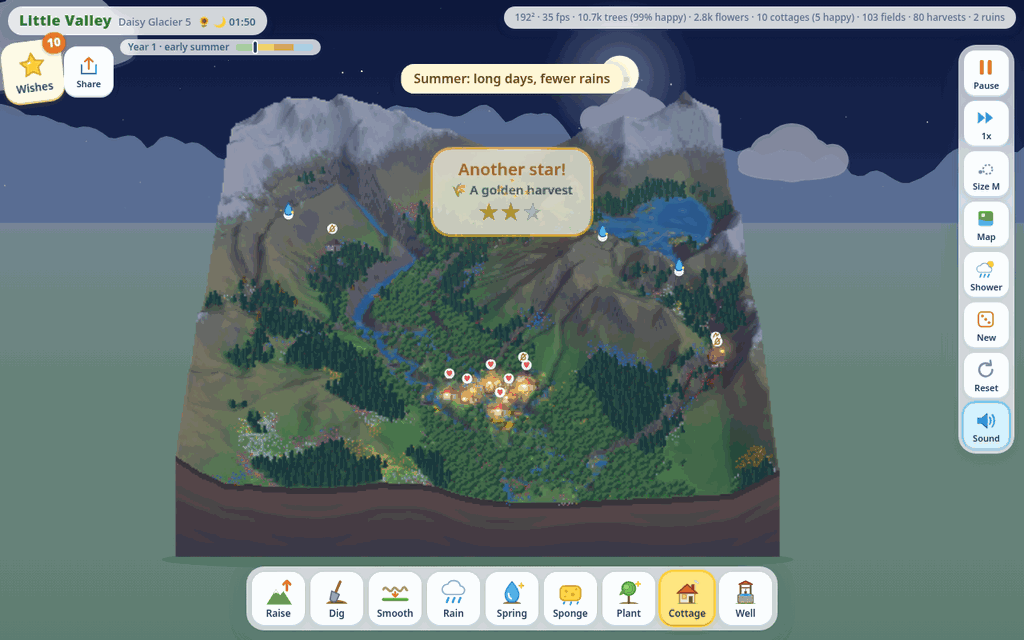 Little Valley Daisy Glacier 5 01:50
192² · 35 fps · 10.7k trees (99% happy) · 2.8k flowers · 10 cottages (5 happy) · 103 fields · 80 harvests · 2 ruins
Year 1 · early summer
10
Wishes
Share
Summer: long days, fewer rains
Another star!
A golden harvest
Pause
1x
Size M
Map
Shower
New
Reset
Sound
Raise
Dig
Smooth
Rain
Spring
Sponge
Plant
Cottage
Well